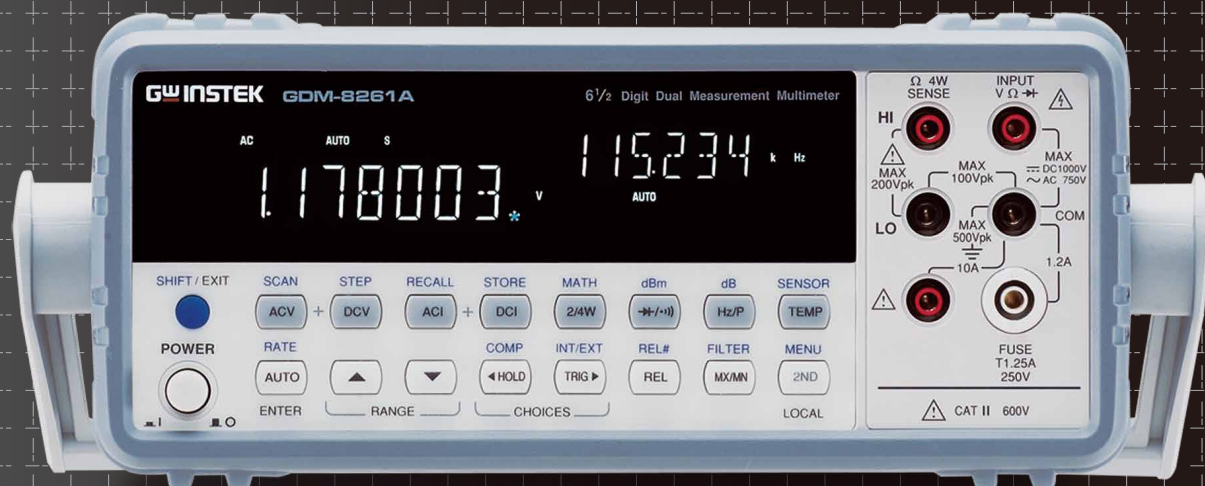 GW INSTEK GDM-8261A 6½ Digit Dual Measurement Multimeter
AC AUTO S
1.178003 * V
115.234 k Hz
AUTO
SHIFT / EXIT SCAN STEP RECALL STORE MATH dBm dB SENSOR
ACV + DCV ACI + DCI 2/4W Hz/P TEMP
POWER RATE COMP INT/EXT REL# FILTER MENU
AUTO ▲ ▼ ◀ HOLD TRIG ▶ REL MX/MN 2ND
ENTER RANGE CHOICES LOCAL
I O
Ω 4W
SENSE
INPUT
V Ω
HI
MAX
200Vpk
MAX
100Vpk
MAX
DC1000V
~ AC 750V
LO
MAX
500Vpk
COM
10A
1.2A
FUSE
T1.25A
250V
CAT II 600V